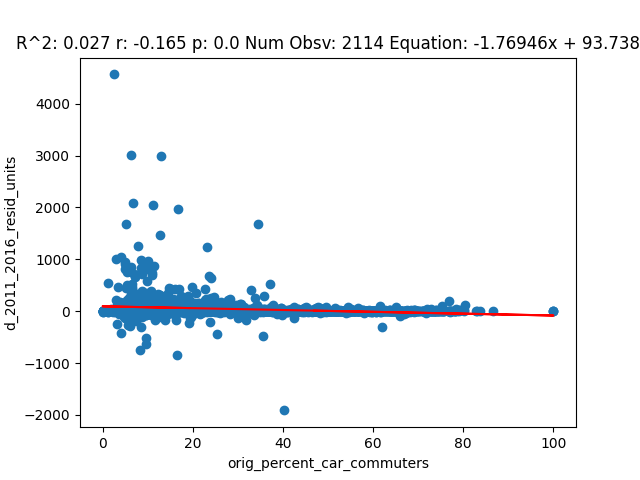 R^2: 0.027 r: -0.165 p: 0.0 Num Obsv: 2114 Equation: -1.76946x + 93.738
4000
3000
2000
1000
0
−1000
−2000
d_2011_2016_resid_units
0 20 40 60 80 100
orig_percent_car_commuters